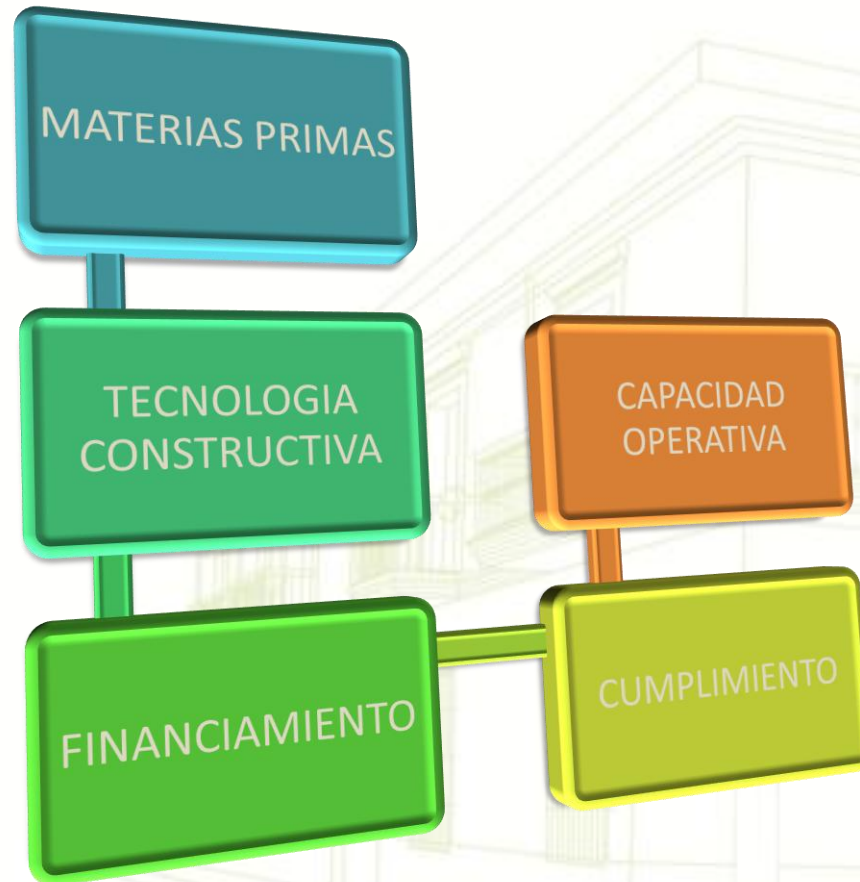 MATERIAS PRIMAS
TECNOLOGIA
CONSTRUCTIVA
FINANCIAMIENTO
CUMPLIMIENTO
CAPACIDAD
OPERATIVA